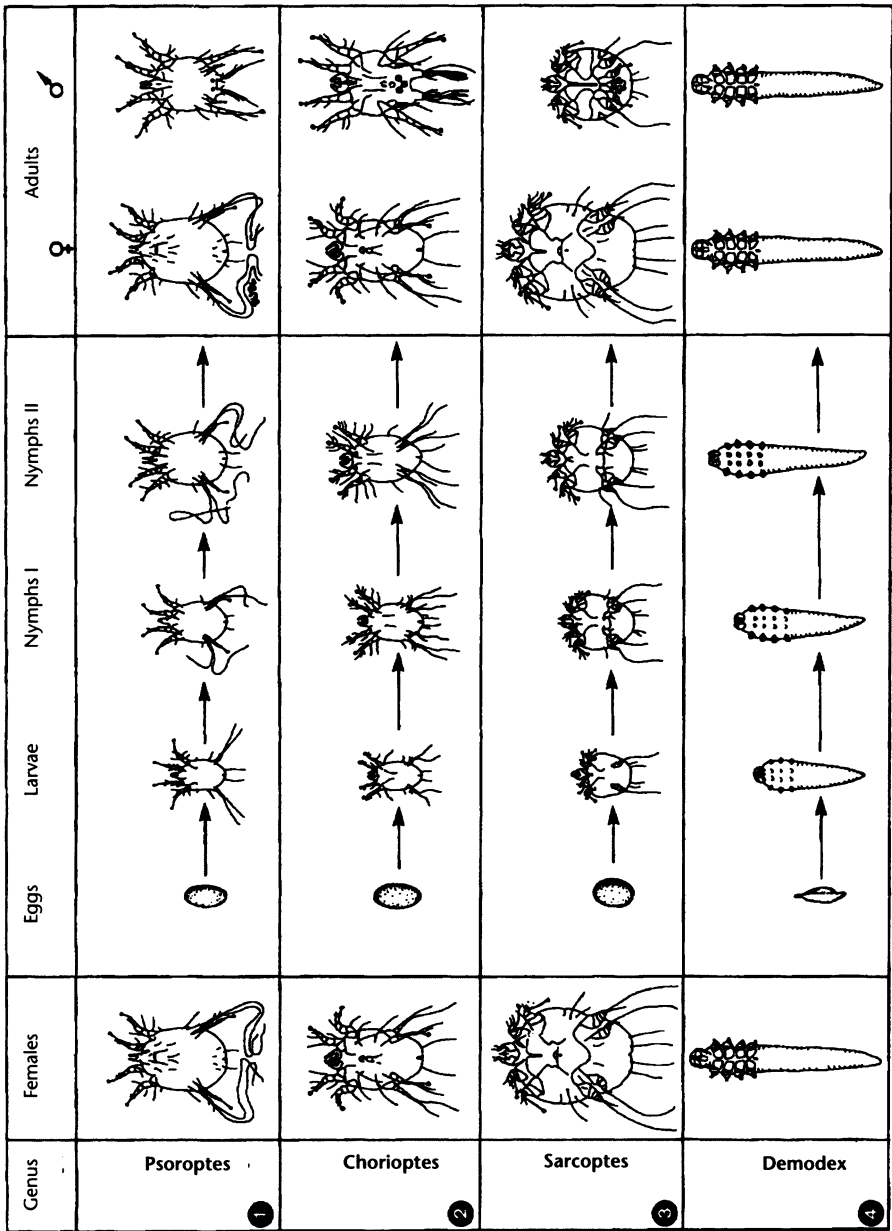 Genus
Females
Eggs
Larvae
Nymphs I
Nymphs II
Adults
♀
♂
1
Psoroptes
2
Chorioptes
3
Sarcoptes
4
Demodex